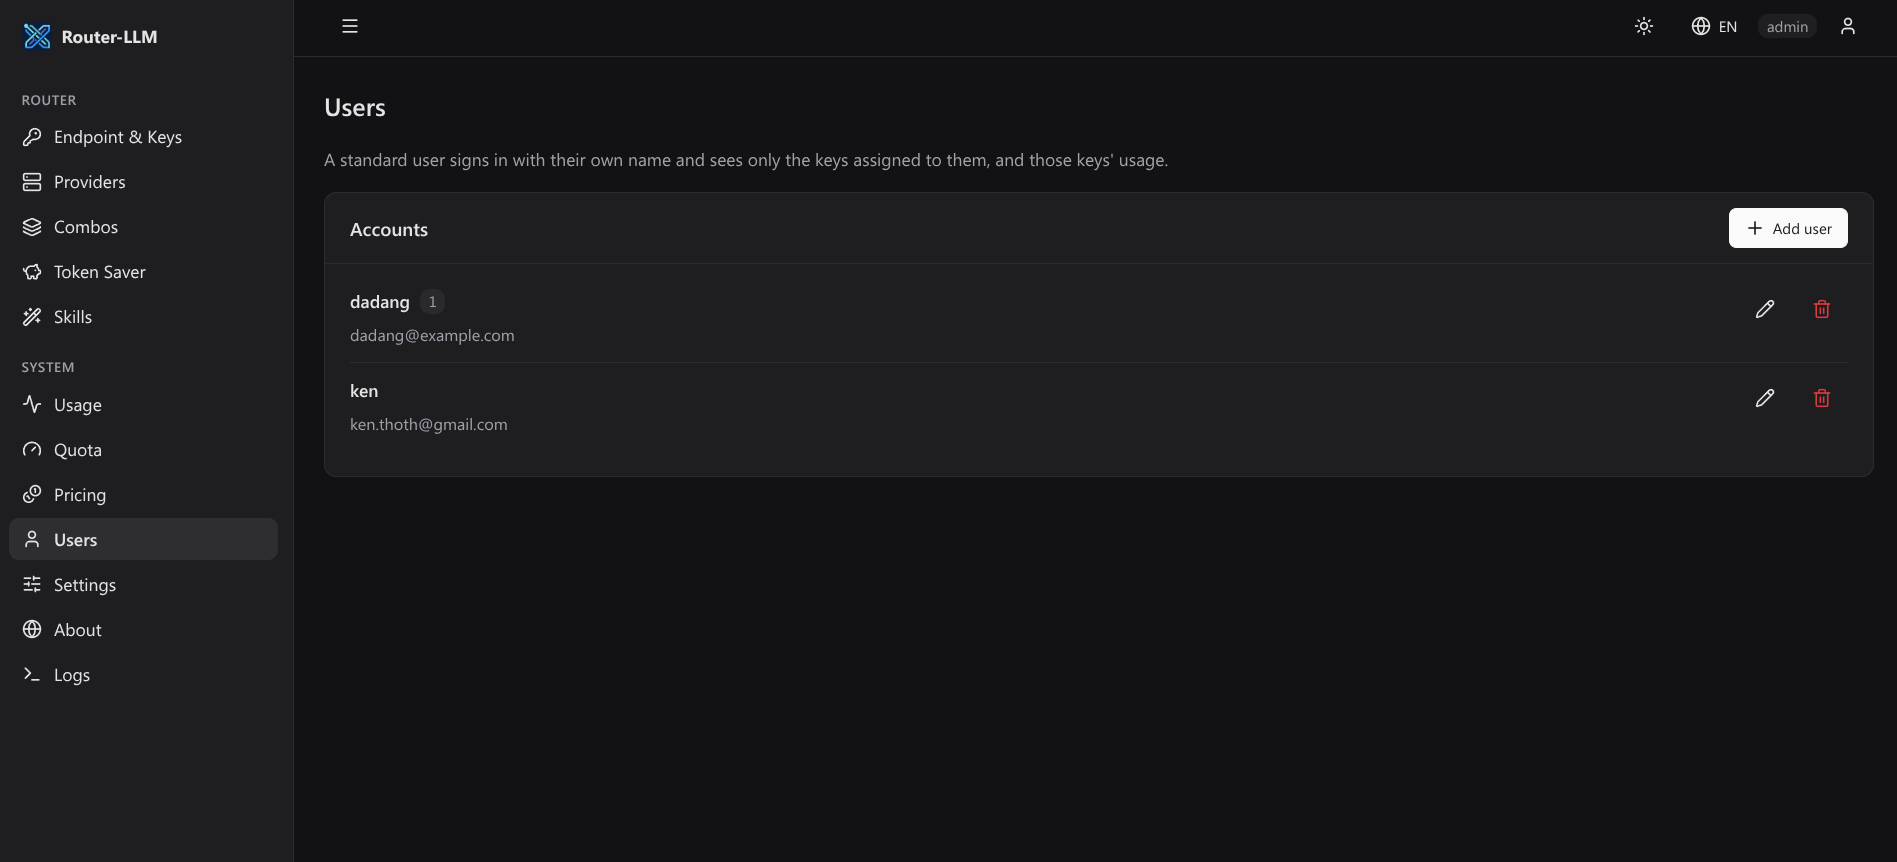 Router-LLM
EN
admin
ROUTER
Endpoint & Keys
Providers
Combos
Token Saver
Skills
SYSTEM
Usage
Quota
Pricing
Users
Settings
About
Logs
Users
A standard user signs in with their own name and sees only the keys assigned to them, and those keys' usage.
Accounts
Add user
dadang 1
dadang@example.com
ken
ken.thoth@gmail.com